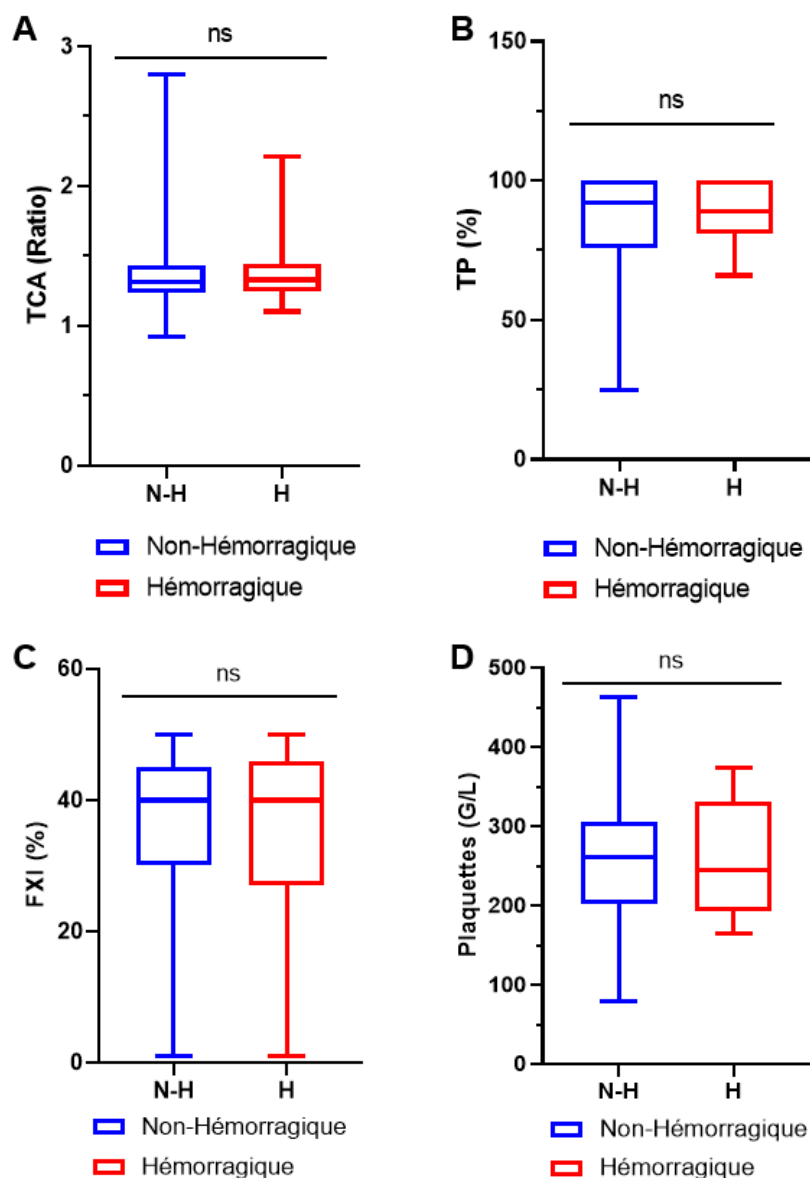 A
ns
TCA (Ratio)
3
2
1
0
N-H H
Non-Hémorragique
Hémorragique
B
ns
TP (%)
150
100
50
0
N-H H
Non-Hémorragique
Hémorragique
C
ns
FXI (%)
60
40
20
0
N-H H
Non-Hémorragique
Hémorragique
D
ns
Plaquettes (G/L)
500
400
300
200
100
0
N-H H
Non-Hémorragique
Hémorragique